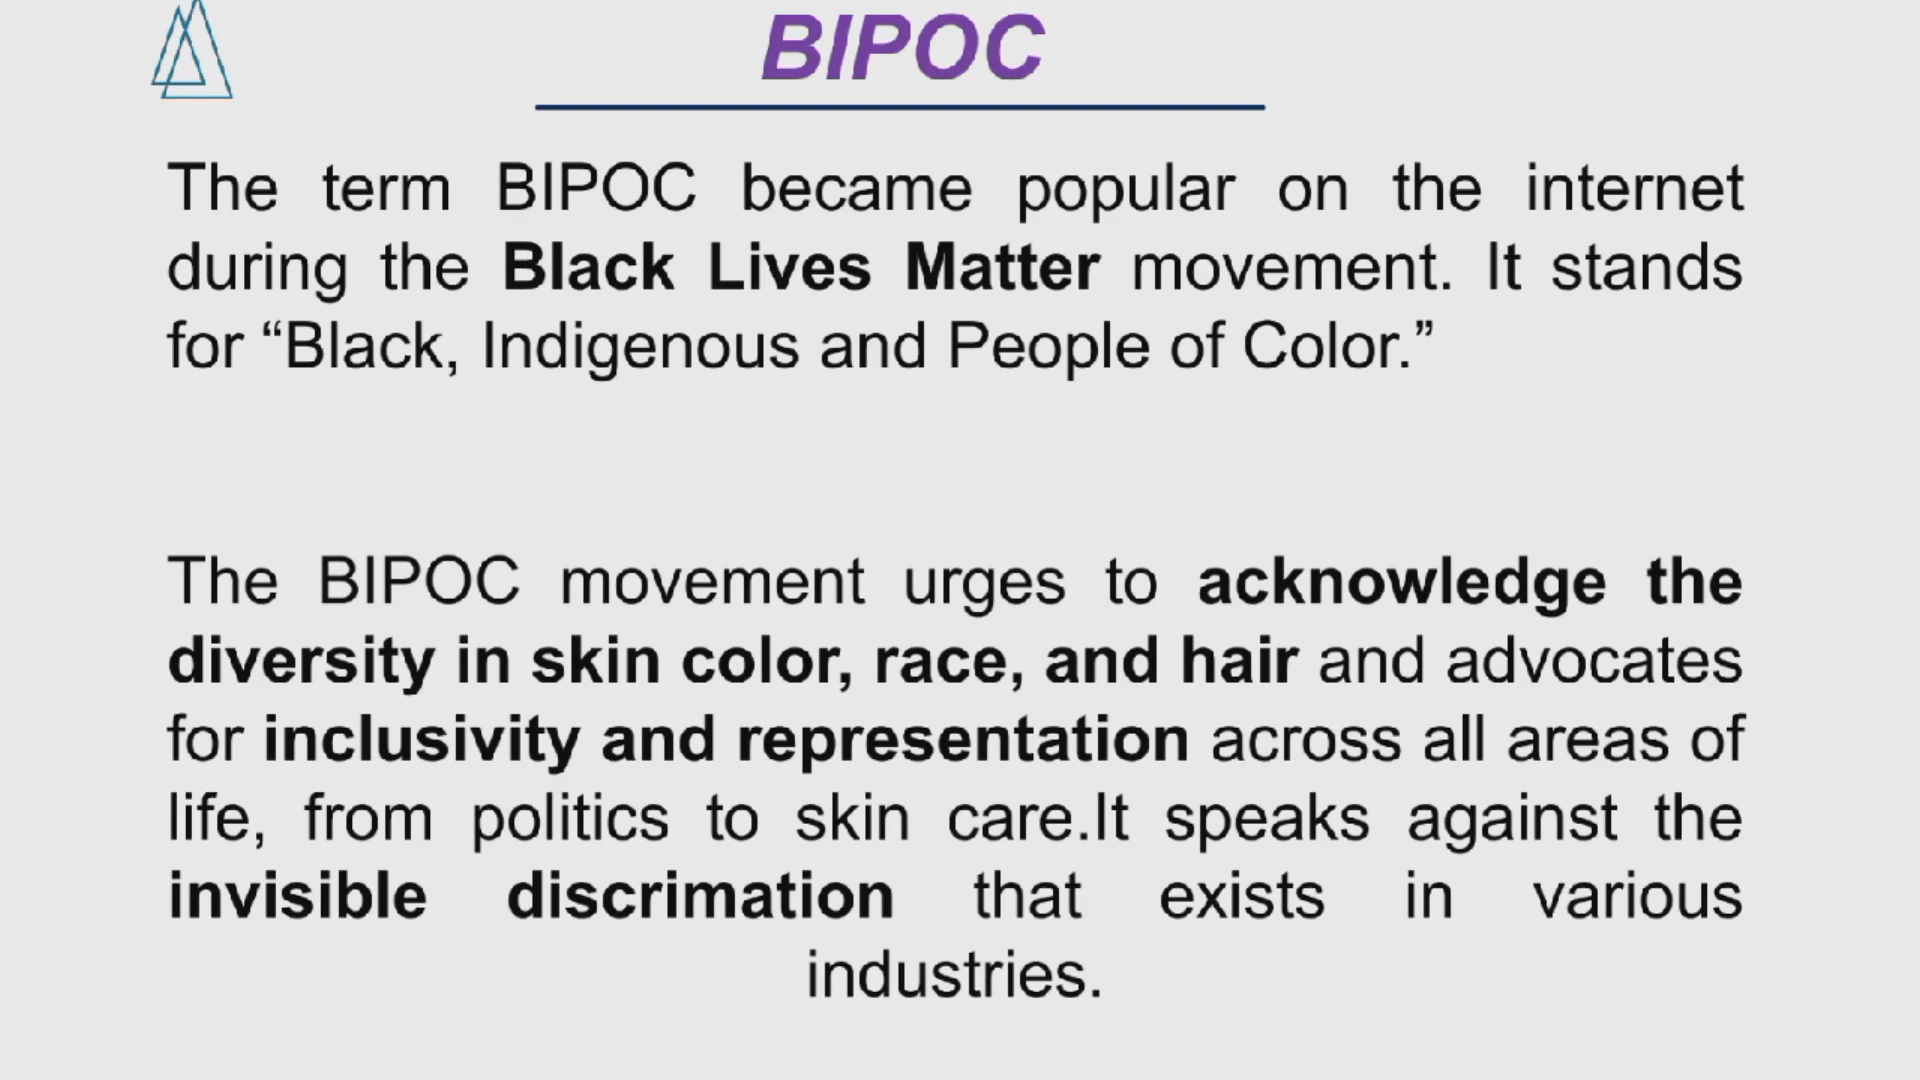 BIPOC
The term BIPOC became popular on the internet
during the Black Lives Matter movement. It stands
for “Black, Indigenous and People of Color.”
The BIPOC movement urges to acknowledge the
diversity in skin color, race, and hair and advocates
for inclusivity and representation across all areas of
life, from politics to skin care.It speaks against the
invisible discrimation that exists in various
industries.